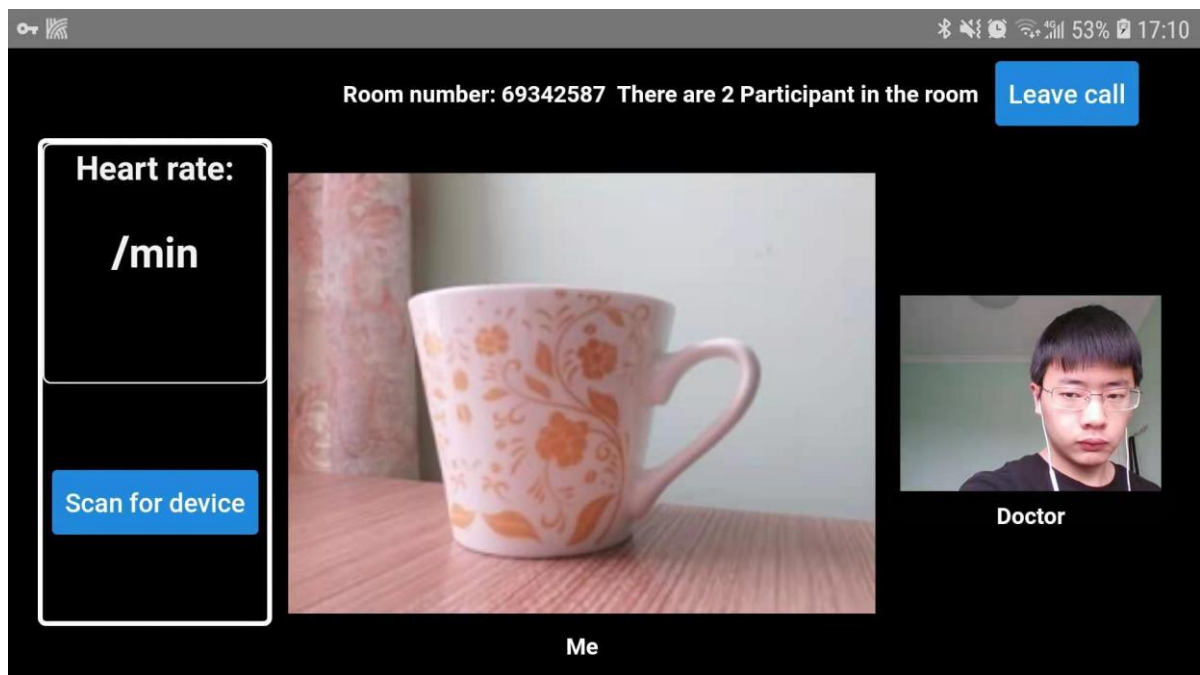 4G 53% 17:10
Room number: 69342587 There are 2 Participant in the room
Leave call
Heart rate:
/min
Scan for device
Doctor
Me